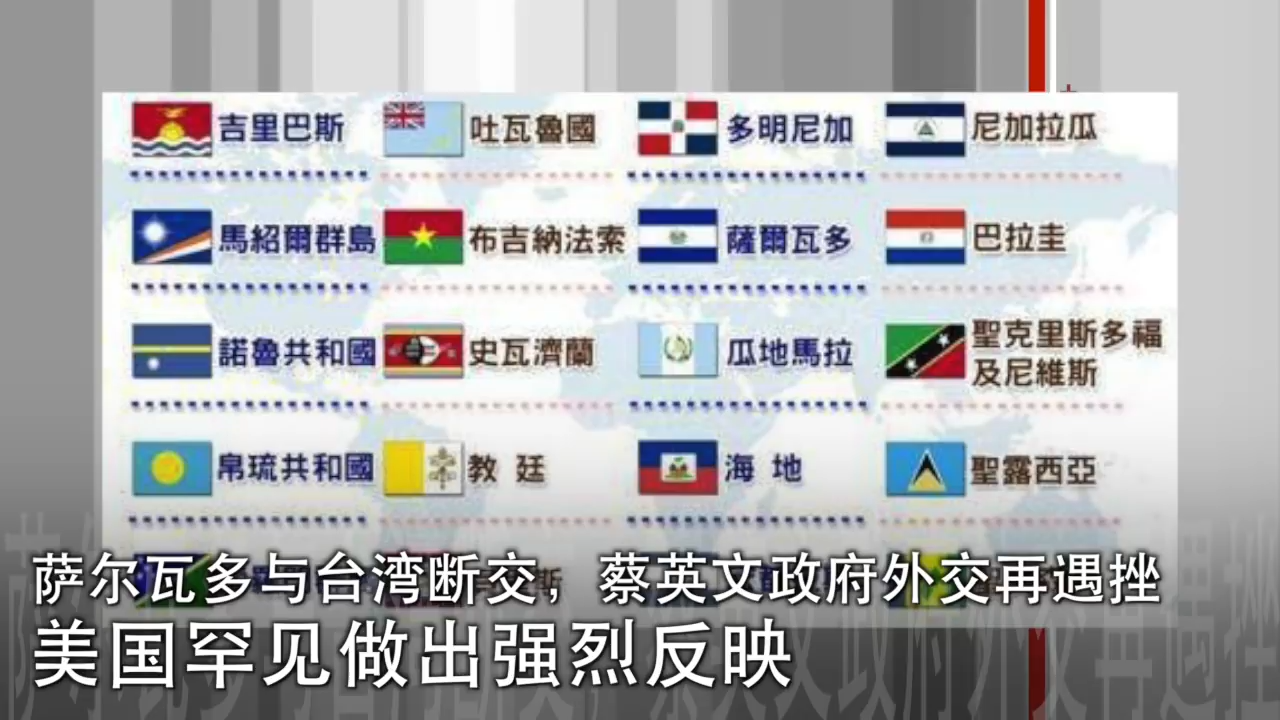 吉里巴斯
吐瓦魯國
多明尼加
尼加拉瓜
馬紹爾群島
布吉納法索
薩爾瓦多
巴拉圭
諾魯共和國
史瓦濟蘭
瓜地馬拉
聖克里斯多福
及尼維斯
帛琉共和國
教 廷
海 地
聖露西亞
萨尔瓦多与台湾断交，蔡英文政府外交再遇挫
美国罕见做出强烈反映